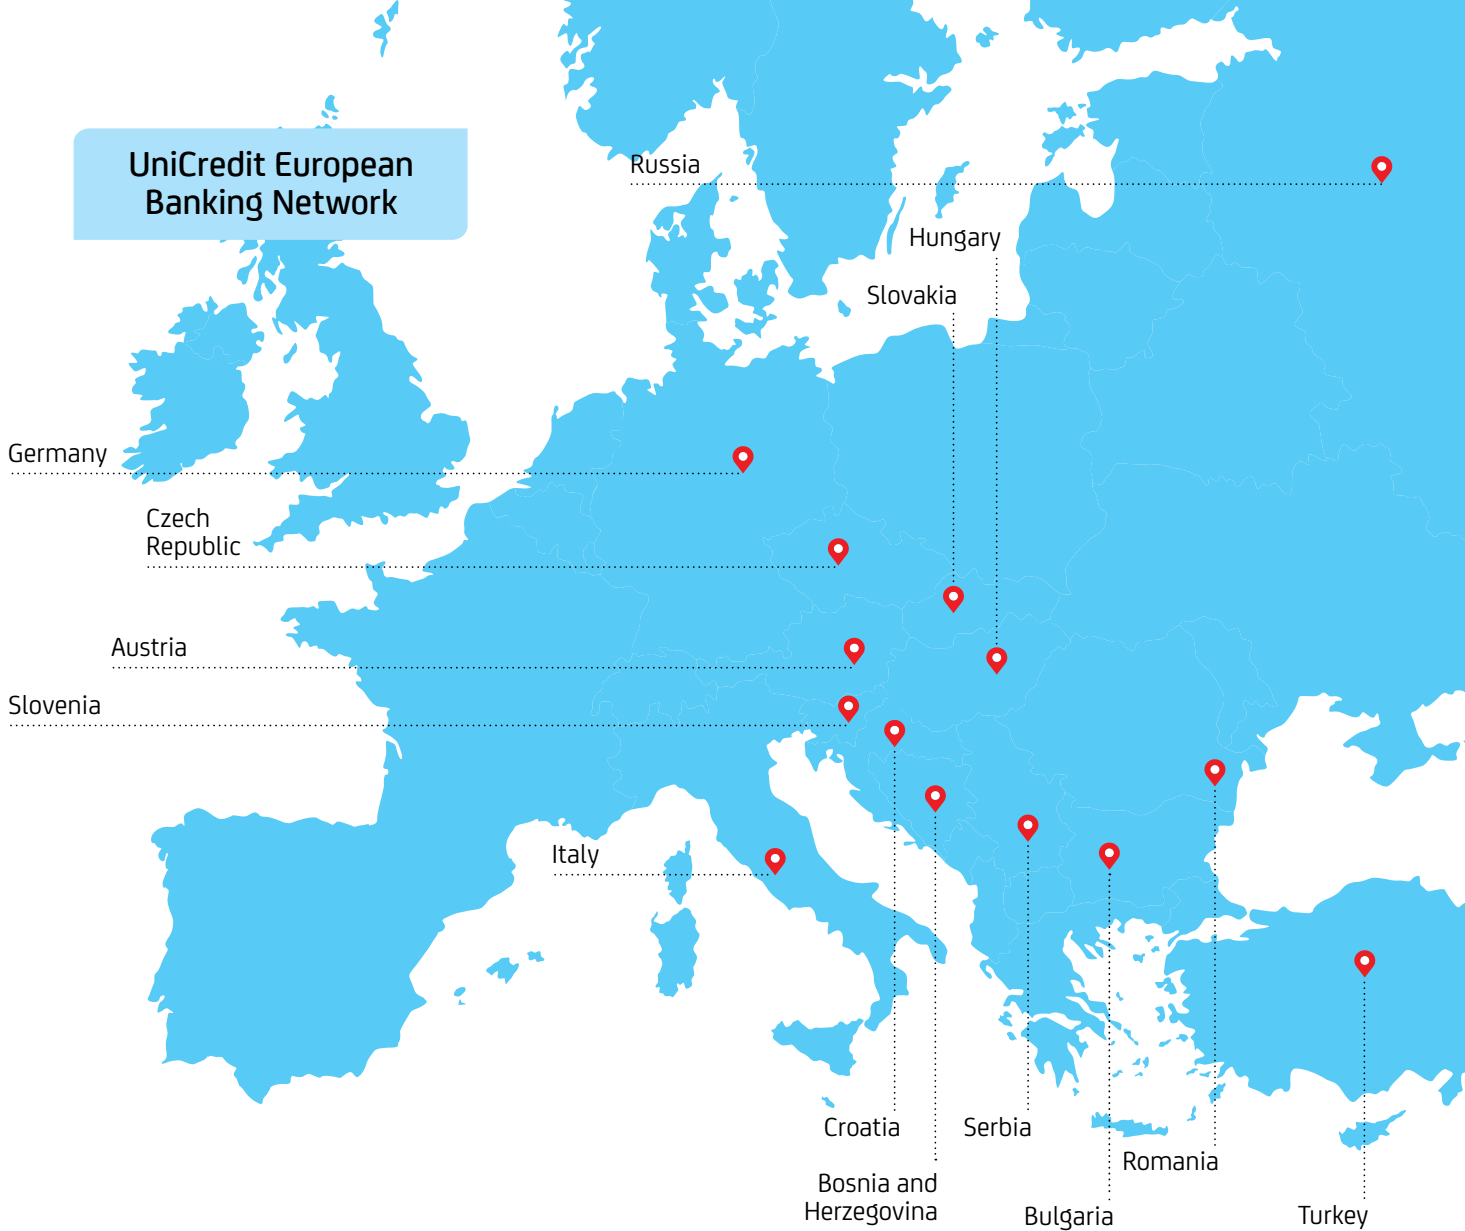 UniCredit European
Banking Network
Russia
Hungary
Slovakia
Germany
Czech
Republic
Austria
Slovenia
Italy
Croatia
Serbia
Bosnia and
Herzegovina
Romania
Bulgaria
Turkey